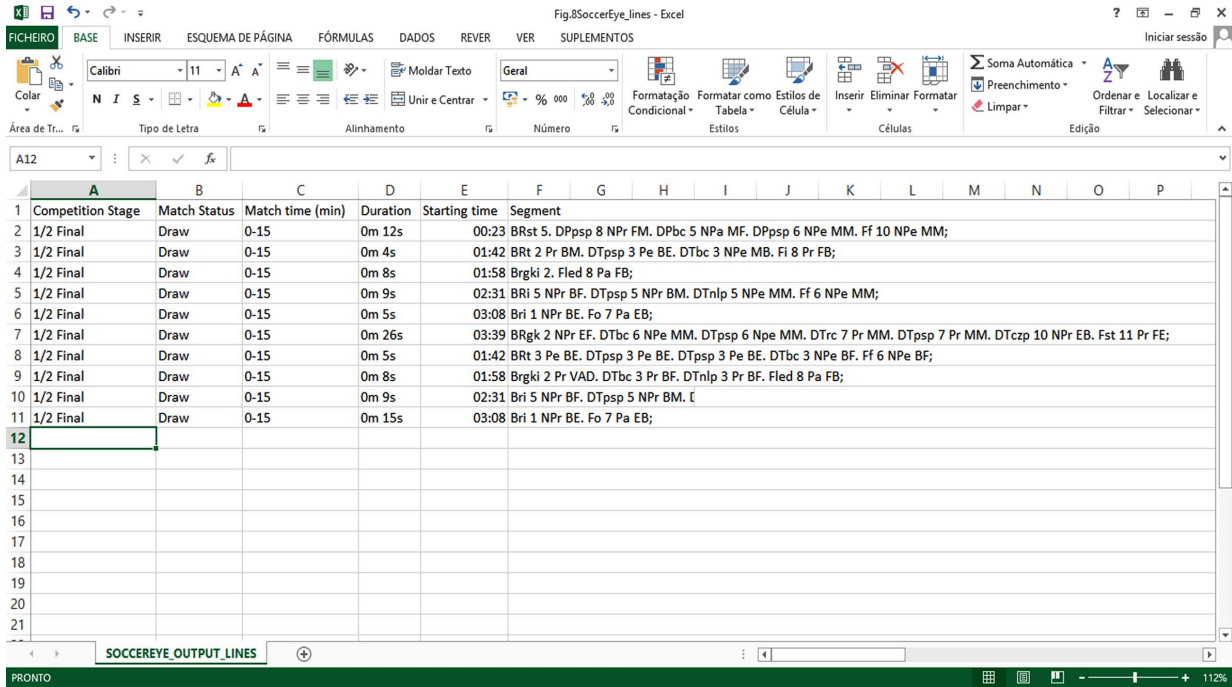 Fig.8SoccerEye_lines - Excel
FICHEIRO BASE INSERIR ESQUEMA DE PÁGINA FÓRMULAS DADOS REVER VER SUPLEMENTOS Iniciar sessão
Calibri 11 A A Moldar Texto Geral Soma Automática
Colar N I S A Unir e Centrar % 000 Formatação Condicional Formatar como Tabela Estilos de Célula Inserir Eliminar Formatar Preenchimento Limpar Ordenar e Filtrar Localizar e Selecionar
Área de Tr... Tipo de Letra Alinhamento Número Estilos Células Edição
A12 fx
A B C D E F G H I J K L M N O P
1 Competition Stage Match Status Match time (min) Duration Starting time Segment
2 1/2 Final Draw 0-15 0m 12s 00:23 BRst 5. DPpsp 8 NPr FM. DPbc 5 NPa MF. DPpsp 6 NPe MM. Ff 10 NPe MM;
3 1/2 Final Draw 0-15 0m 4s 01:42 BRt 2 Pr BM. DTpsp 3 Pe BE. DTbc 3 NPe MB. Fi 8 Pr FB;
4 1/2 Final Draw 0-15 0m 8s 01:58 Brgki 2. Fled 8 Pa FB;
5 1/2 Final Draw 0-15 0m 9s 02:31 BRi 5 NPr BF. DTpsp 5 NPr BM. DTnlp 5 NPe MM. Ff 6 NPe MM;
6 1/2 Final Draw 0-15 0m 5s 03:08 Bri 1 NPr BE. Fo 7 Pa EB;
7 1/2 Final Draw 0-15 0m 26s 03:39 BRgk 2 NPr EF. DTbc 6 NPe MM. DTpsp 6 Npe MM. DTrc 7 Pr MM. DTpsp 7 Pr MM. DTczp 10 NPr EB. Fst 11 Pr FE;
8 1/2 Final Draw 0-15 0m 5s 01:42 BRt 3 Pe BE. DTpsp 3 Pe BE. DTpsp 3 Pe BE. DTbc 3 NPe BF. Ff 6 NPe BF;
9 1/2 Final Draw 0-15 0m 8s 01:58 Brgki 2 Pr VAD. DTbc 3 Pr BF. DTnlp 3 Pr BF. Fled 8 Pa FB;
10 1/2 Final Draw 0-15 0m 9s 02:31 Bri 5 NPr BF. DTpsp 5 NPr BM.
11 1/2 Final Draw 0-15 0m 15s 03:08 Bri 1 NPr BE. Fo 7 Pa EB;
12
13
14
15
16
17
18
19
20
21
SOCCEREYE_OUTPUT_LINES
PRONTO 112%